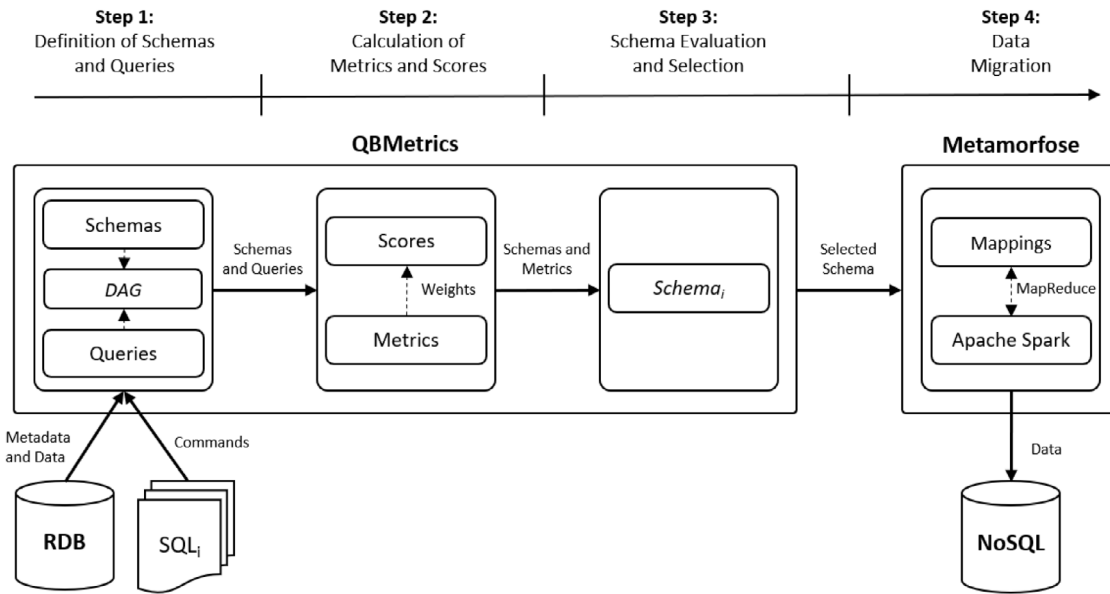 Step 1:
Definition of Schemas
and Queries
Step 2:
Calculation of
Metrics and Scores
Step 3:
Schema Evaluation
and Selection
Step 4:
Data
Migration
QBMetrics
Metamorfose
Schemas
DAG
Queries
Schemas
and Queries
Scores
Weights
Metrics
Schemas and
Metrics
Schemaᵢ
Selected
Schema
Mappings
MapReduce
Apache Spark
Metadata
and Data
Commands
RDB
SQLᵢ
Data
NoSQL